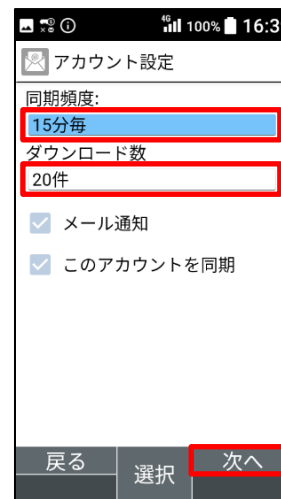 4G 100% 16:3
アカウント設定
同期頻度:
15分毎
ダウンロード数
20件
メール通知
このアカウントを同期
戻る 選択 次へ